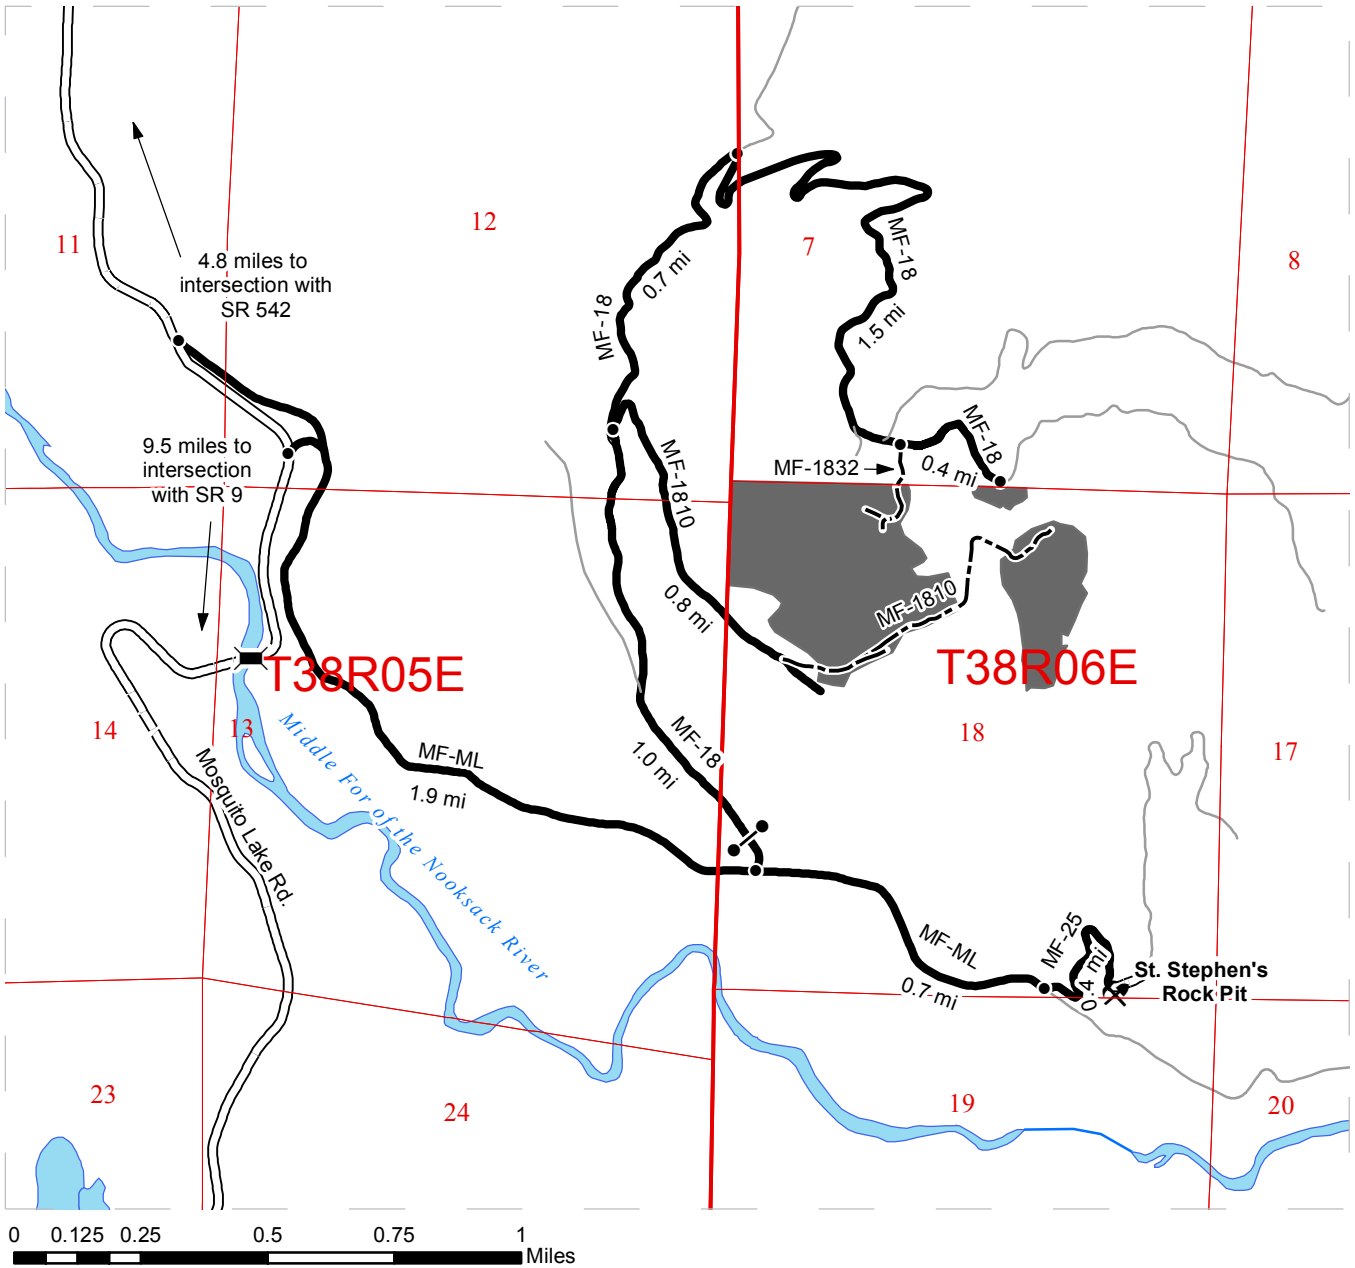 12
11
7
8
4.8 miles to
intersection with
SR 542
MF-18
0.7 mi
MF-18
1.5 mi
9.5 miles to
intersection
with SR 9
MF-18
0.4 mi
MF-1832
MF-1810
0.8 mi
MF-1810
T38R05E
T38R06E
14
13
18
17
Middle For of the Nooksack River
Mosquito Lake Rd.
MF-ML
1.9 mi
MF-18
1.0 mi
MF-ML
0.7 mi
MF-25
0.4 mi
St. Stephen's
Rock Pit
23
24
19
20
0 0.125 0.25 0.5 0.75 1
Miles